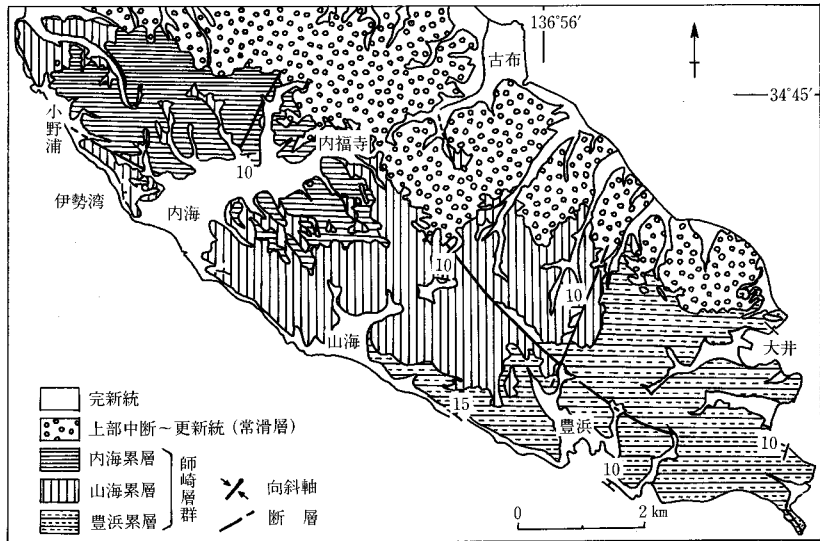 136°56′
古布
34°45′
小野浦
10
内福寺
伊勢湾
内海
10
10
山海
大井
15
豊浜
10
10
完新統
上部中断～更新統(常滑層)
内海累層
山海累層
豊浜累層
師崎層群
向斜軸
断層
0 2 km